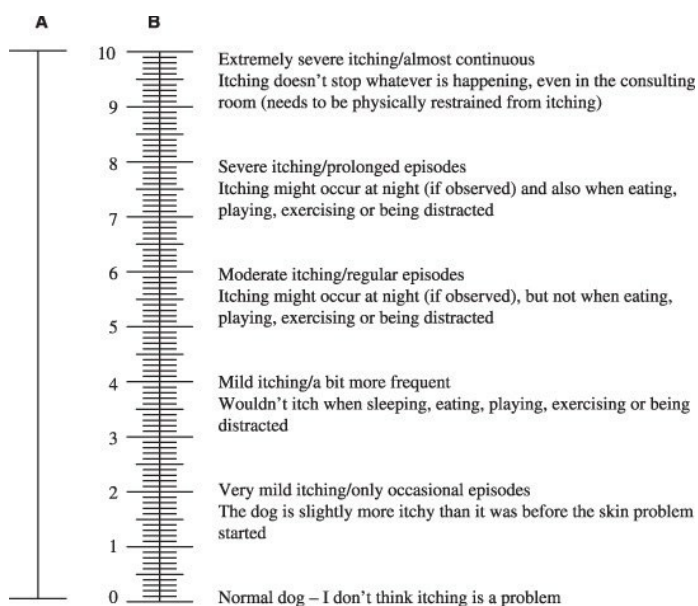 A B
10
Extremely severe itching/almost continuous
Itching doesn't stop whatever is happening, even in the consulting
room (needs to be physically restrained from itching)
9
8
Severe itching/prolonged episodes
Itching might occur at night (if observed) and also when eating,
playing, exercising or being distracted
7
6
Moderate itching/regular episodes
Itching might occur at night (if observed), but not when eating,
playing, exercising or being distracted
5
4
Mild itching/a bit more frequent
Wouldn't itch when sleeping, eating, playing, exercising or being
distracted
3
2
Very mild itching/only occasional episodes
The dog is slightly more itchy than it was before the skin problem
started
1
0
Normal dog – I don't think itching is a problem